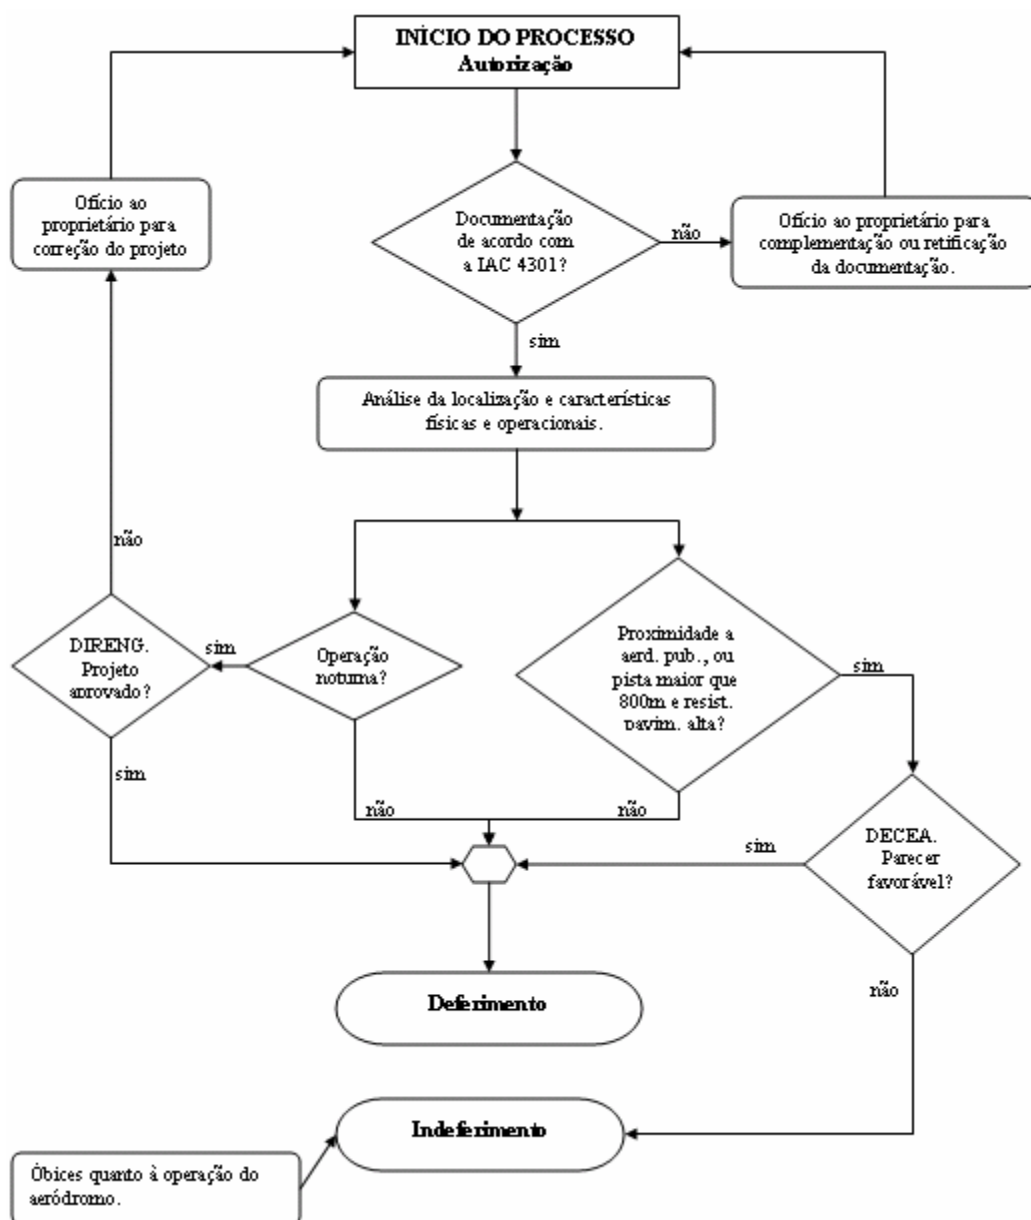 INÍCIO DO PROCESSO
Autorização
Ofício ao
proprietário para
correção do projeto
Documentação
de acordo com
a IAC 4301?
não
Ofício ao proprietário para
complementação ou retificação
da documentação.
sim
Análise da localização e características
físicas e operacionais.
não
DIRENG.
Projeto
aprovado?
sim
Operação
noturna?
Proximidade a
aerd. pub., ou
pista maior que
800m e resist.
pavim. alta?
sim
sim
não
não
DECEA.
Parecer
favorável?
sim
não
Deferimento
Indeferimento
Óbices quanto à operação do
aeródromo.